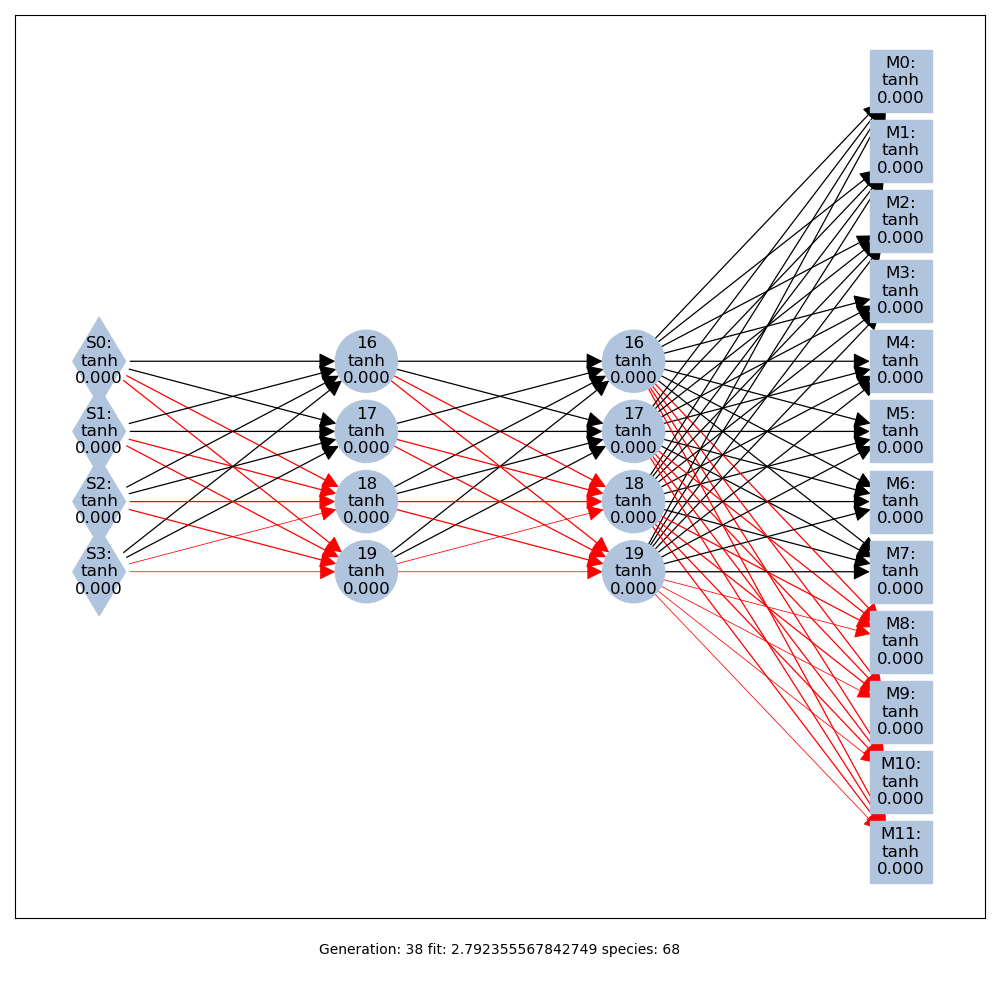 S0:
tanh
0.000
S1:
tanh
0.000
S2:
tanh
0.000
S3:
tanh
0.000
16
tanh
0.000
17
tanh
0.000
18
tanh
0.000
19
tanh
0.000
16
tanh
0.000
17
tanh
0.000
18
tanh
0.000
19
tanh
0.000
M0:
tanh
0.000
M1:
tanh
0.000
M2:
tanh
0.000
M3:
tanh
0.000
M4:
tanh
0.000
M5:
tanh
0.000
M6:
tanh
0.000
M7:
tanh
0.000
M8:
tanh
0.000
M9:
tanh
0.000
M10:
tanh
0.000
M11:
tanh
0.000
Generation: 38 fit: 2.792355567842749 species: 68